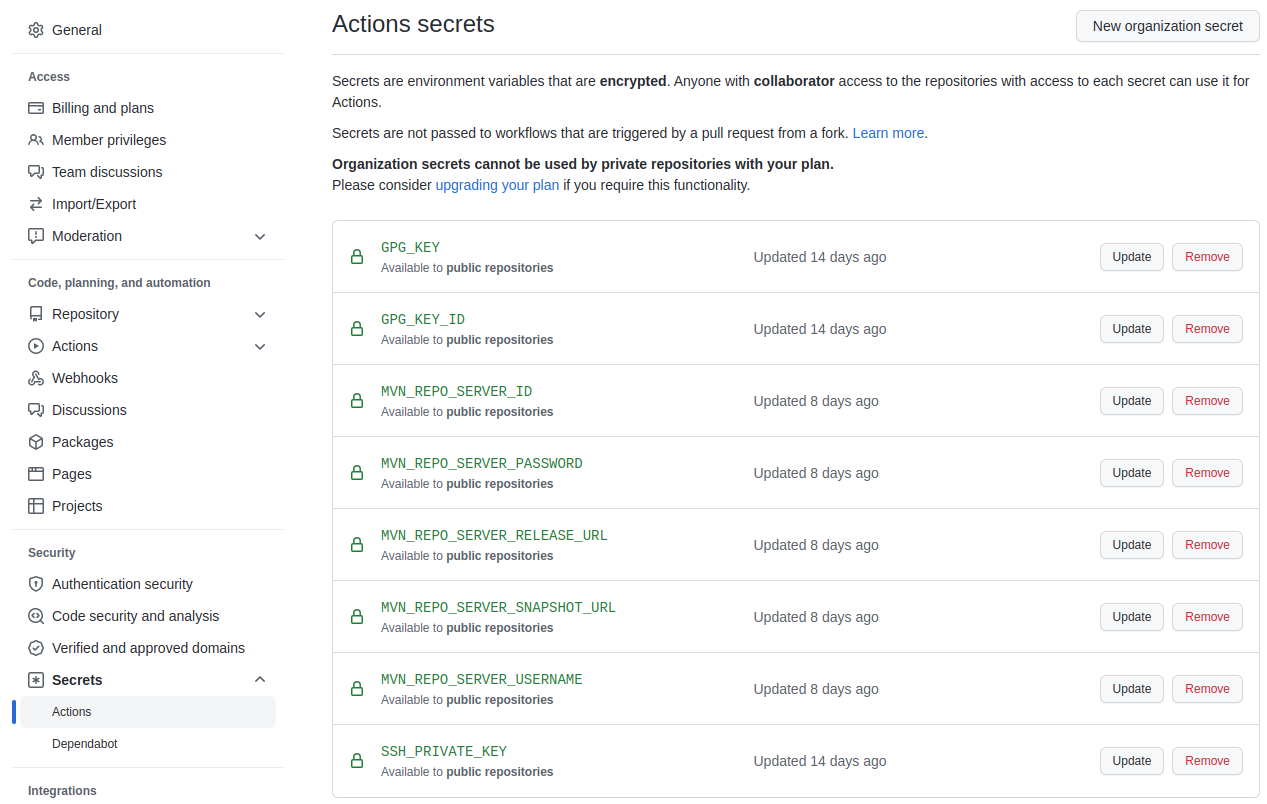 General
Access
Billing and plans
Member privileges
Team discussions
Import/Export
Moderation
Code, planning, and automation
Repository
Actions
Webhooks
Discussions
Packages
Pages
Projects
Security
Authentication security
Code security and analysis
Verified and approved domains
Secrets
Actions
Dependabot
Integrations
Actions secrets
New organization secret
Secrets are environment variables that are encrypted. Anyone with collaborator access to the repositories with access to each secret can use it for
Actions.
Secrets are not passed to workflows that are triggered by a pull request from a fork. Learn more.
Organization secrets cannot be used by private repositories with your plan.
Please consider upgrading your plan if you require this functionality.
GPG_KEY
Available to public repositories
Updated 14 days ago
Update
Remove
GPG_KEY_ID
Available to public repositories
Updated 14 days ago
Update
Remove
MVN_REPO_SERVER_ID
Available to public repositories
Updated 8 days ago
Update
Remove
MVN_REPO_SERVER_PASSWORD
Available to public repositories
Updated 8 days ago
Update
Remove
MVN_REPO_SERVER_RELEASE_URL
Available to public repositories
Updated 8 days ago
Update
Remove
MVN_REPO_SERVER_SNAPSHOT_URL
Available to public repositories
Updated 8 days ago
Update
Remove
MVN_REPO_SERVER_USERNAME
Available to public repositories
Updated 8 days ago
Update
Remove
SSH_PRIVATE_KEY
Available to public repositories
Updated 14 days ago
Update
Remove